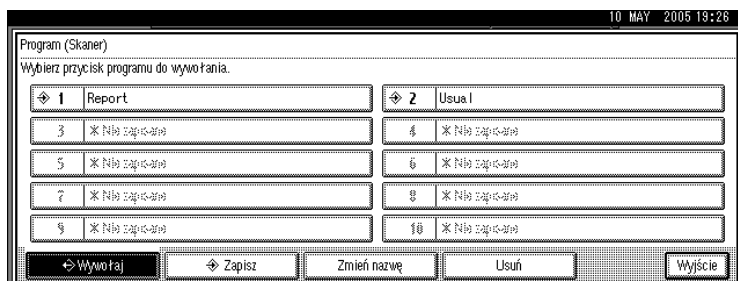 10 MAY 2005 19:26
Program (Skaner)
Wybierz przycisk programu do wywołania.
1 Report 2 Usual
3 * Nie zapisane 4 * Nie zapisane
5 * Nie zapisane 6 * Nie zapisane
7 * Nie zapisane 8 * Nie zapisane
9 * Nie zapisane 10 * Nie zapisane
Wywołaj Zapisz Zmień nazwę Usuń Wyjście